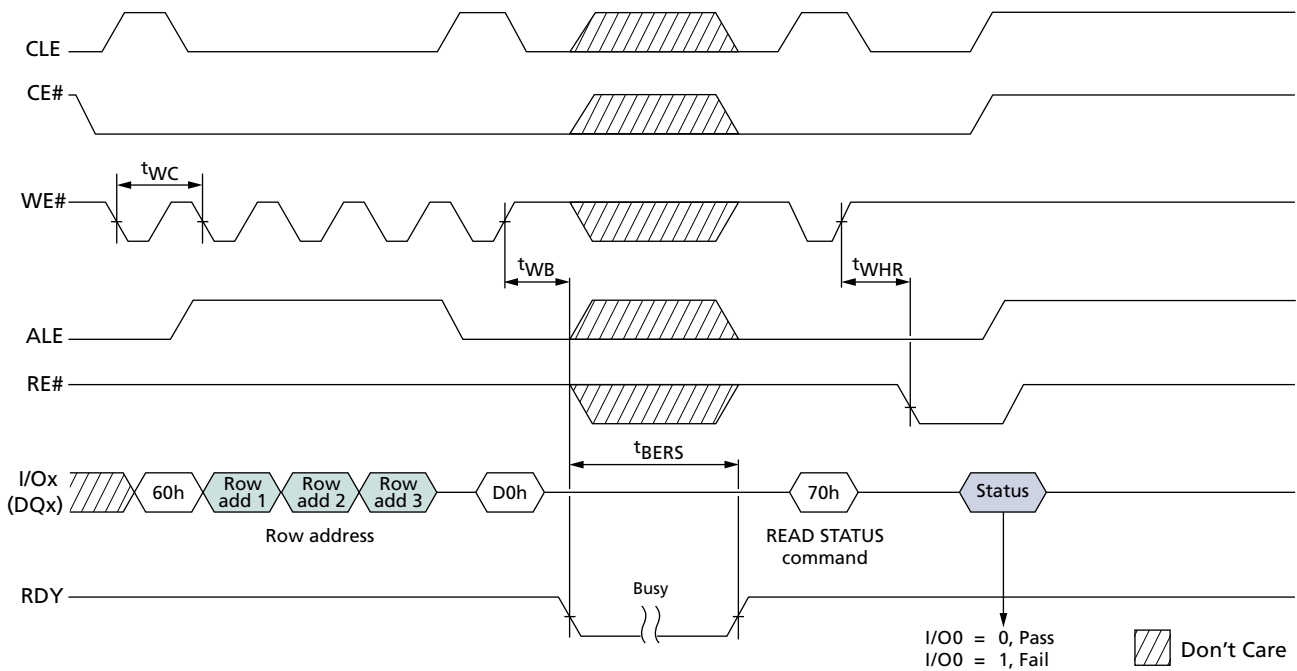 CLE
CE#
tWC
WE#
tWB
tWHR
ALE
RE#
tBERS
I/Ox
(DQx)
60h
Row
add 1
Row
add 2
Row
add 3
D0h
70h
Status
Row address
READ STATUS
command
RDY
Busy
I/O0 = 0, Pass
I/O0 = 1, Fail
Don't Care